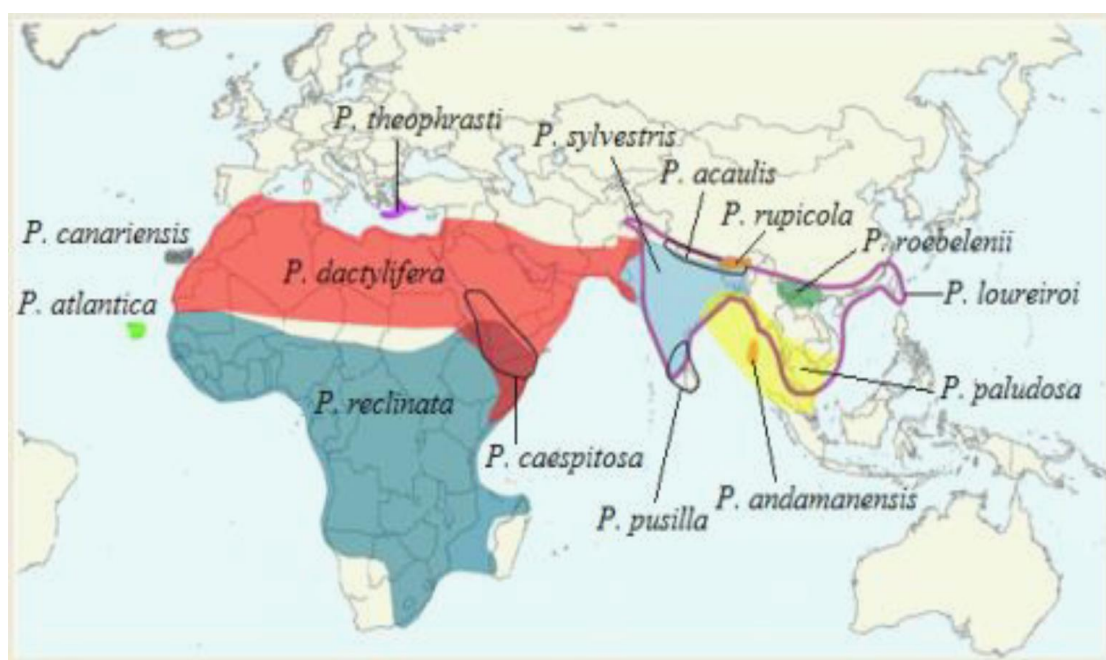 P. theophrasti
P. sylvestris
P. acaulis
P. rupicola
P. canariensis
P. roebelenii
P. dactylifera
P. atlantica
P. loureiroi
P. reclinata
P. paludosa
P. caespitosa
P. andamanensis
P. pusilla